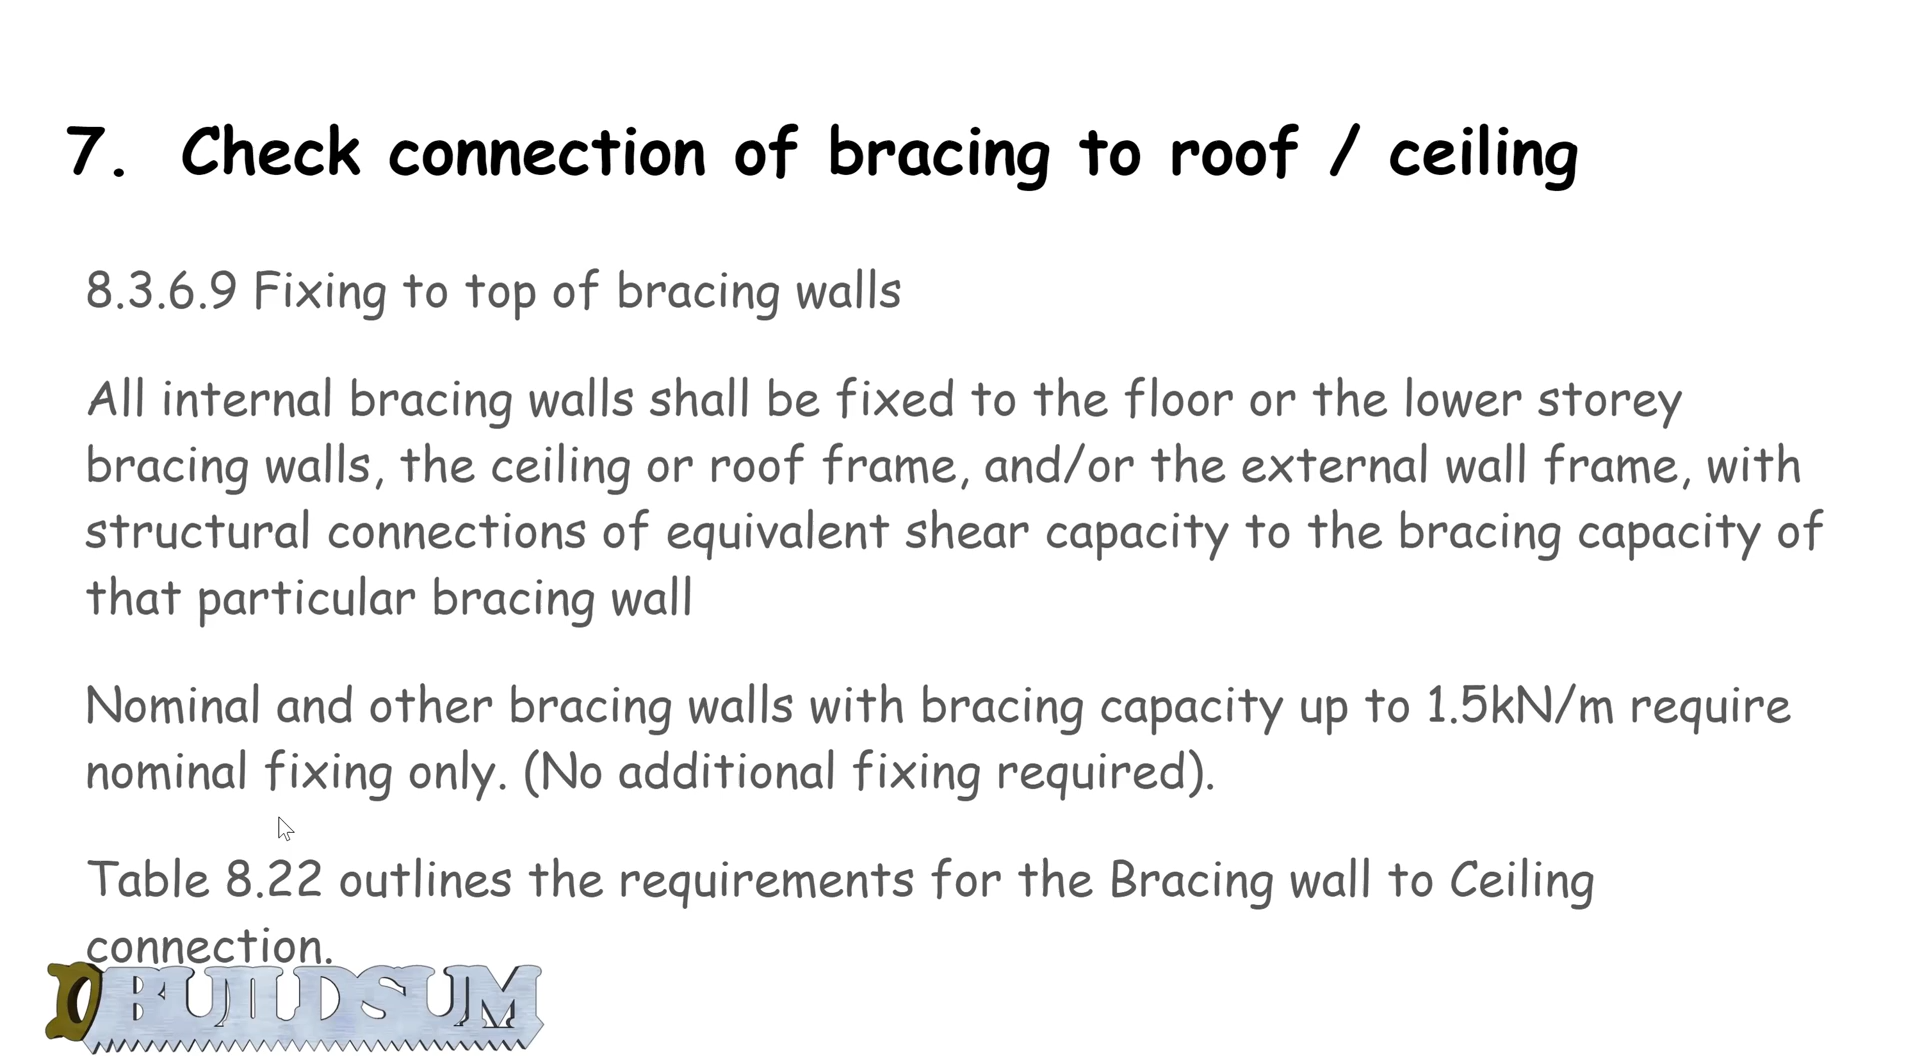 7. Check connection of bracing to roof / ceiling
8.3.6.9 Fixing to top of bracing walls
All internal bracing walls shall be fixed to the floor or the lower storey
bracing walls, the ceiling or roof frame, and/or the external wall frame, with
structural connections of equivalent shear capacity to the bracing capacity of
that particular bracing wall
Nominal and other bracing walls with bracing capacity up to 1.5kN/m require
nominal fixing only. (No additional fixing required).
Table 8.22 outlines the requirements for the Bracing wall to Ceiling
connection.
BUILDSUM